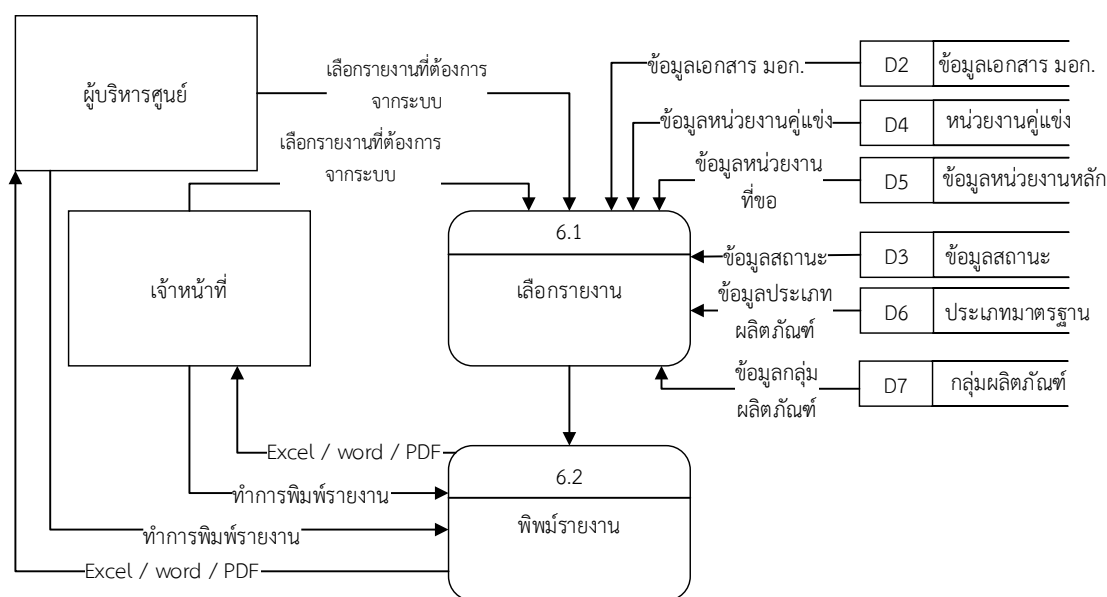 ผู้บริหารศูนย์
เลือกรายงานที่ต้องการ
จากระบบ
เลือกรายงานที่ต้องการ
จากระบบ
เจ้าหน้าที่
ข้อมูลเอกสาร มอก.
D2
ข้อมูลเอกสาร มอก.
ข้อมูลหน่วยงานคู่แข่ง
D4
หน่วยงานคู่แข่ง
ข้อมูลหน่วยงาน
ที่ขอ
D5
ข้อมูลหน่วยงานหลัก
6.1
เลือกรายงาน
ข้อมูลสถานะ
D3
ข้อมูลสถานะ
ข้อมูลประเภท
ผลิตภัณฑ์
D6
ประเภทมาตรฐาน
ข้อมูลกลุ่ม
ผลิตภัณฑ์
D7
กลุ่มผลิตภัณฑ์
Excel / word / PDF
ทำการพิมพ์รายงาน
ทำการพิมพ์รายงาน
Excel / word / PDF
6.2
พิพม์รายงาน